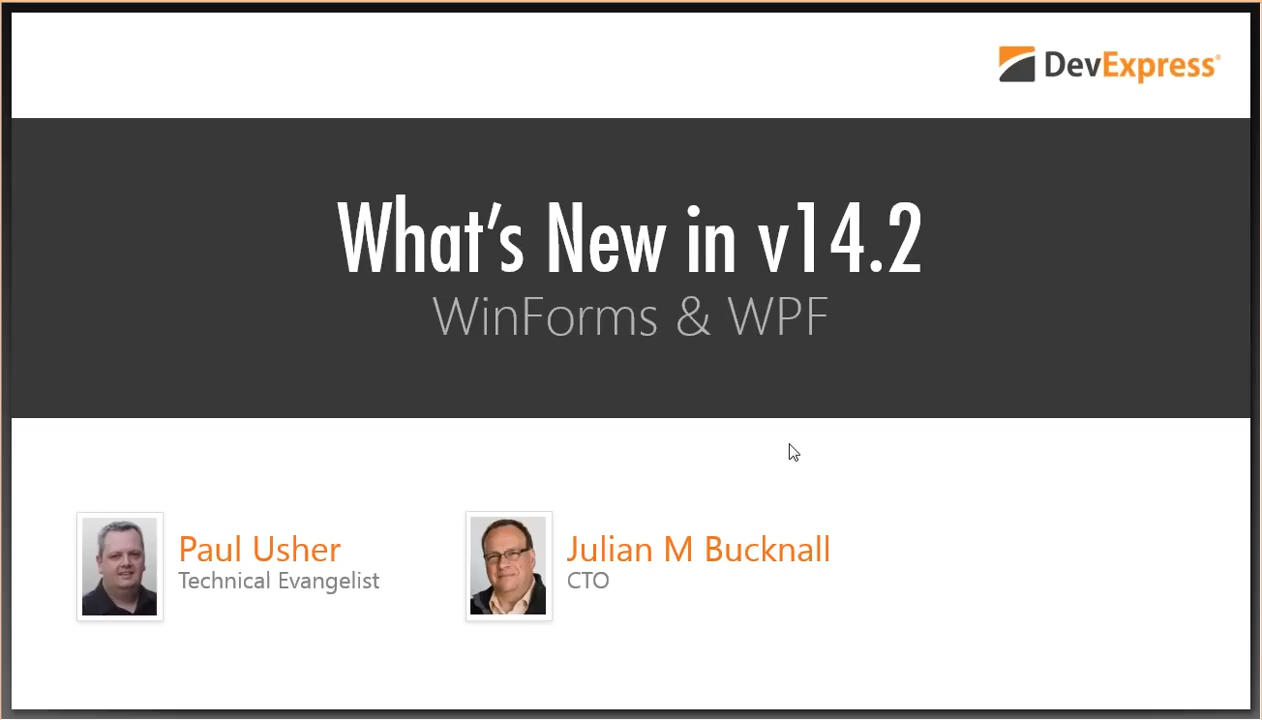 DevExpress®
What's New in v14.2
WinForms & WPF
Paul Usher
Technical Evangelist
Julian M Bucknall
CTO